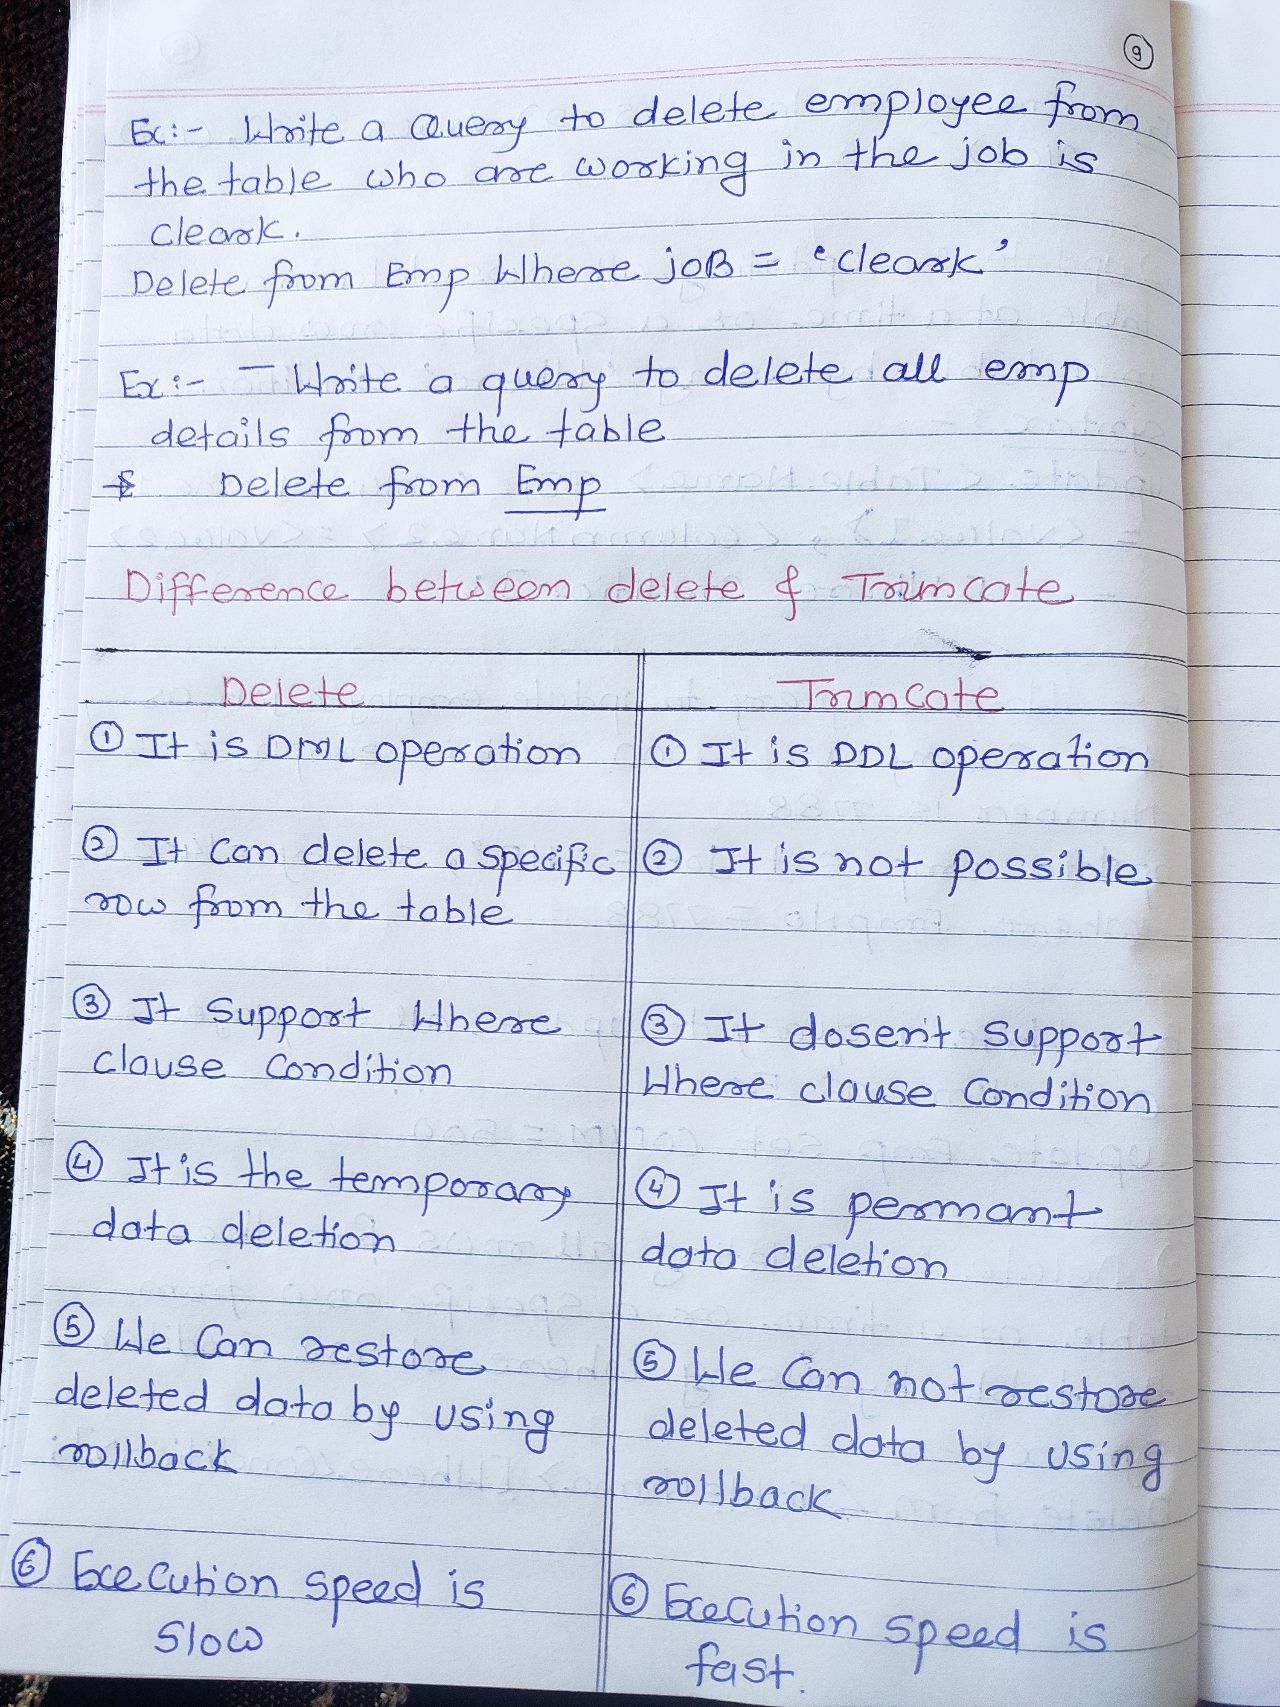 9
Ex:- Write a Query to delete employee from
the table who are working in the job is
cleark.
Delete from Emp Where joB = 'cleark'
Ex:- - Write a query to delete all emp
details from the table
Delete from Emp
Difference between delete & Trumcate
Delete
Trumcate
① It is DML operation
① It is DDL operation
② It Can delete a specific
row from the table
② It is not possible
③ It Support Where
clause Condition
③ It dosen't Support
Where clause Condition
④ It is the temporary
data deletion
④ It is permant
data deletion
⑤ We Can restore
deleted data by using
rollback
⑤ We Can not restore
deleted data by using
rollback
⑥ Execution speed is
Slow
⑥ Execution speed is
fast.